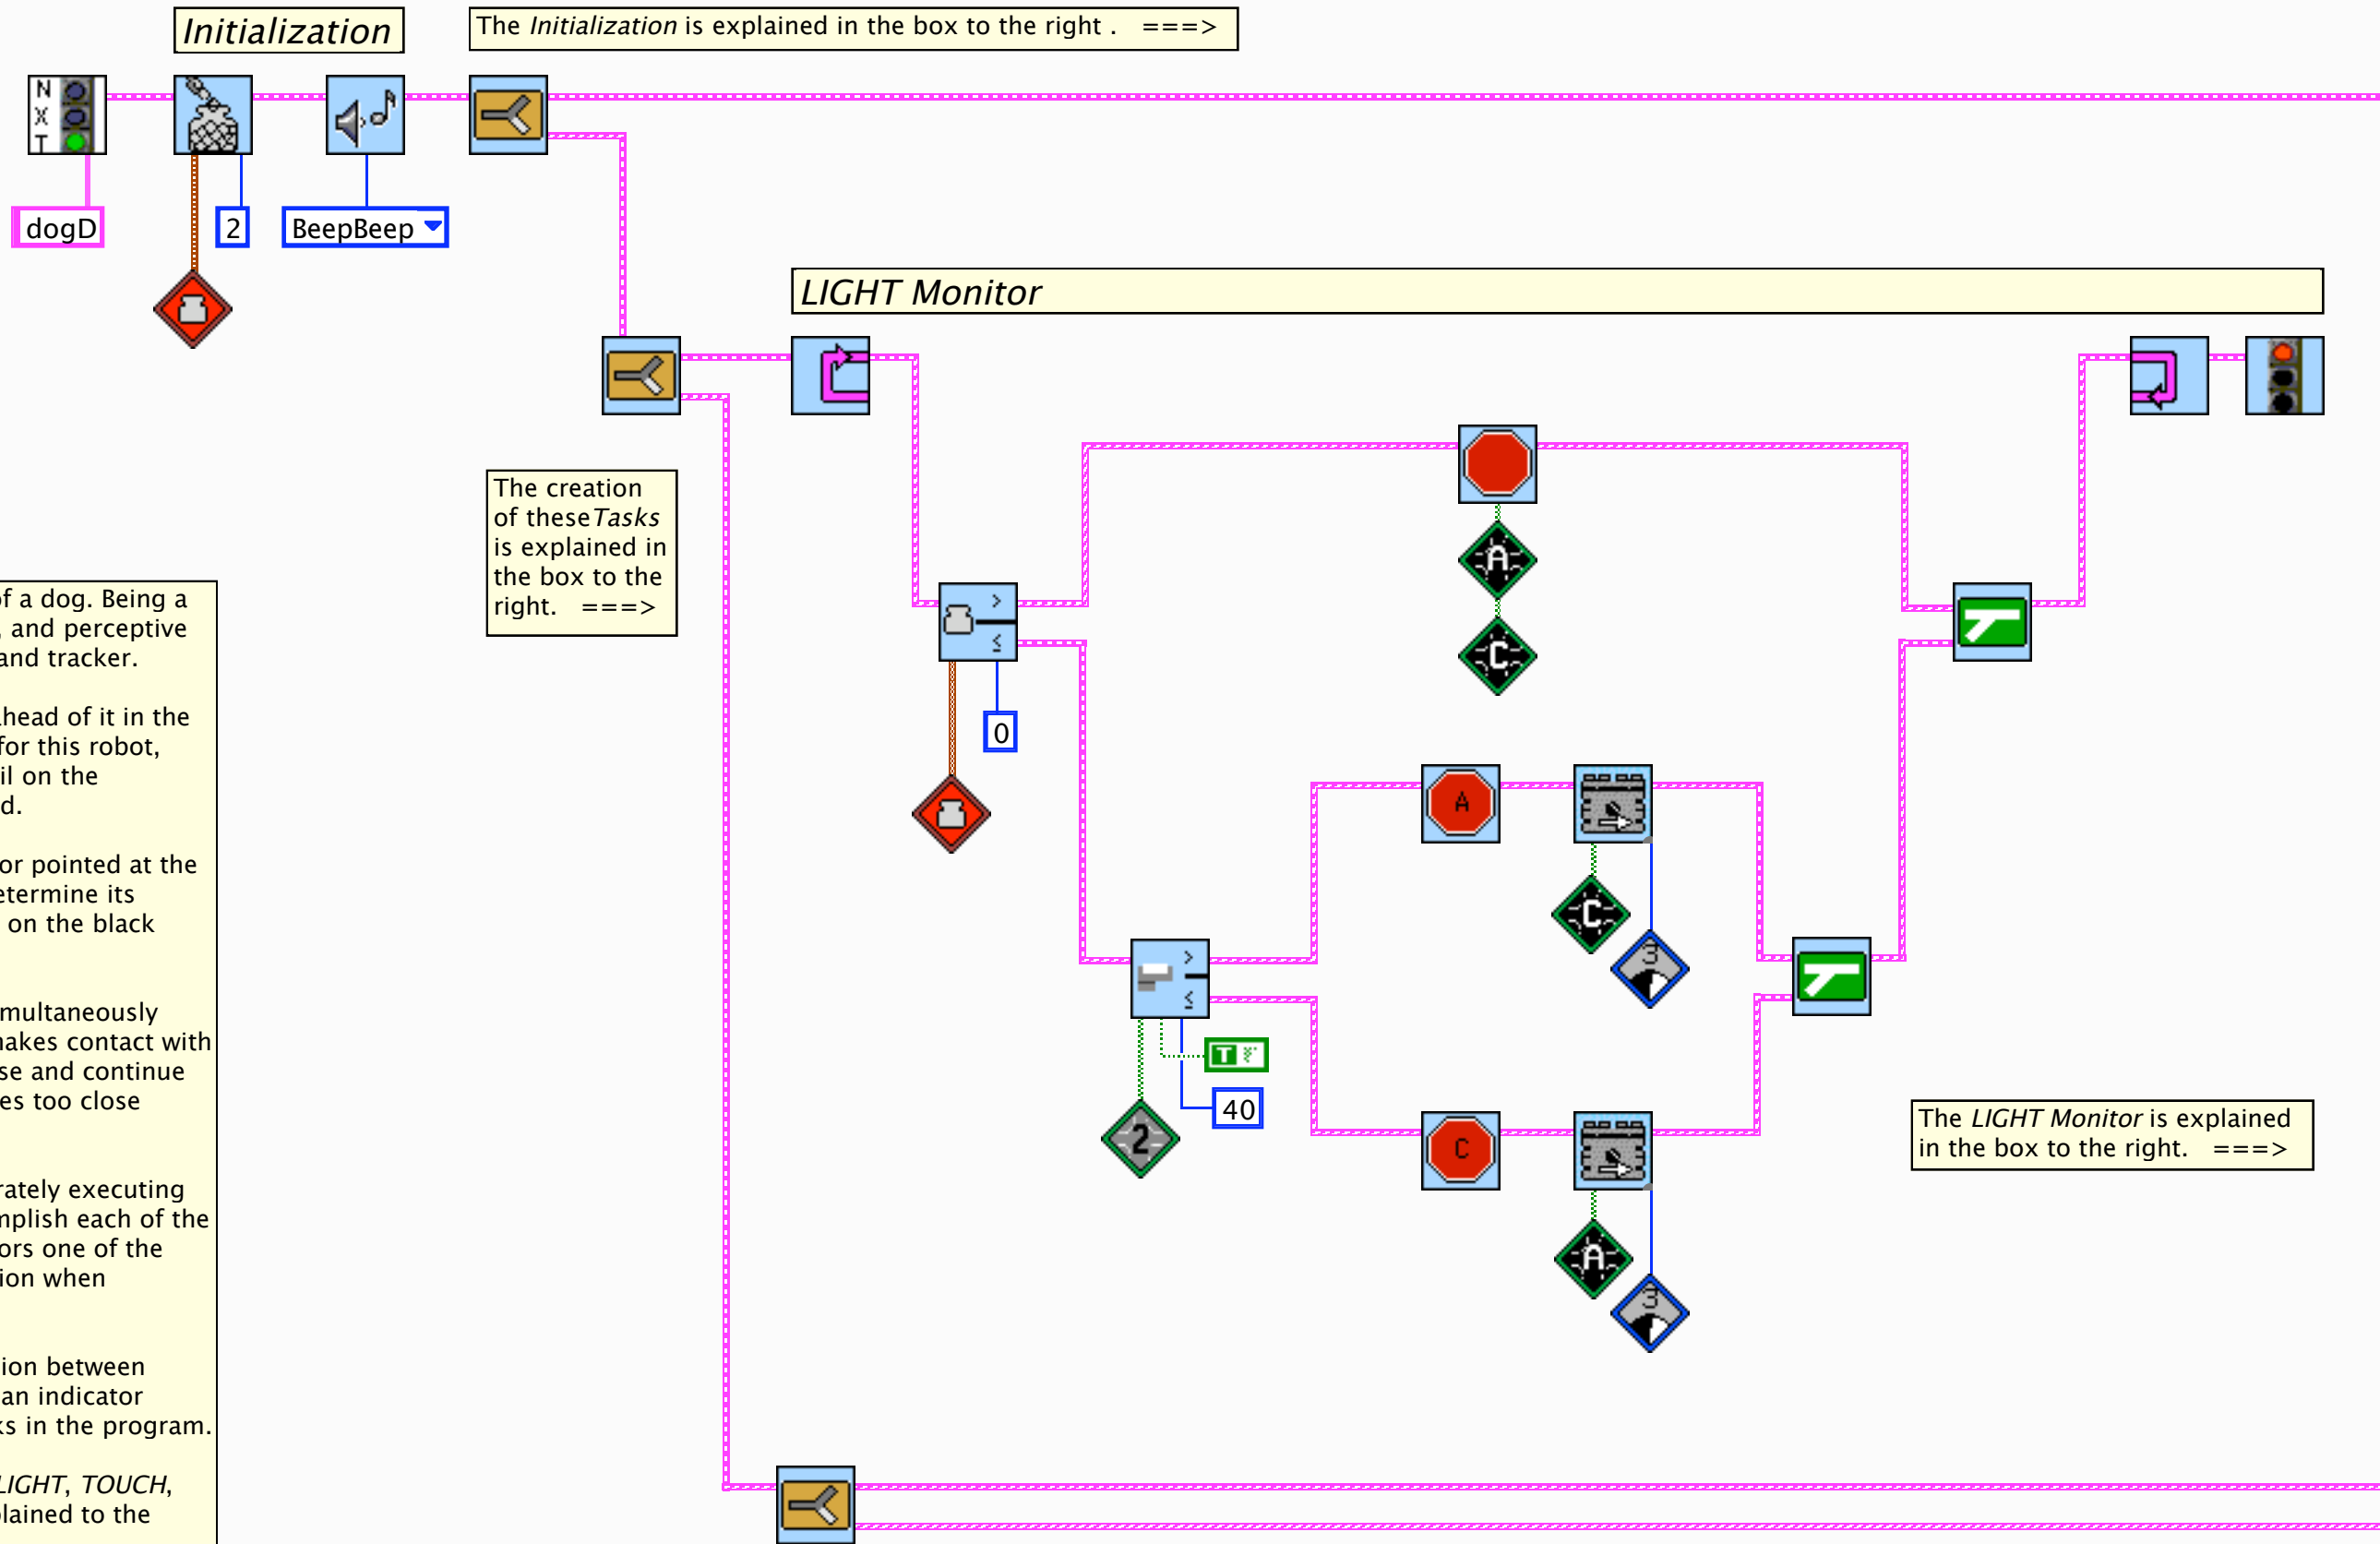 Initialization
The Initialization is explained in the box to the right .   ===>
N
X
T
dogD
2
BeepBeep
LIGHT Monitor
The creation
of theseTasks
is explained in
the box to the
right.   ===>
A
C
>
≤
0
A
C
3
>
≤
T
40
2
C
A
3
The LIGHT Monitor is explained
in the box to the right.   ===>
of a dog. Being a
, and perceptive
and tracker.
ahead of it in the
for this robot,
il on the
d.
or pointed at the
etermine its
on the black
multaneously
makes contact with
se and continue
es too close
rately executing
mplish each of the
ors one of the
ion when
ion between
an indicator
ks in the program.
LIGHT, TOUCH,
lained to the